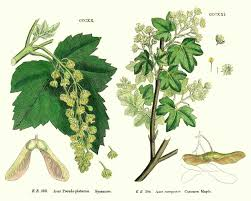 CCCXX.
CCCXXI.
E. B. Acer Pseudo-platanus. Sycamore.
E. B. Acer campestre. Common Maple.